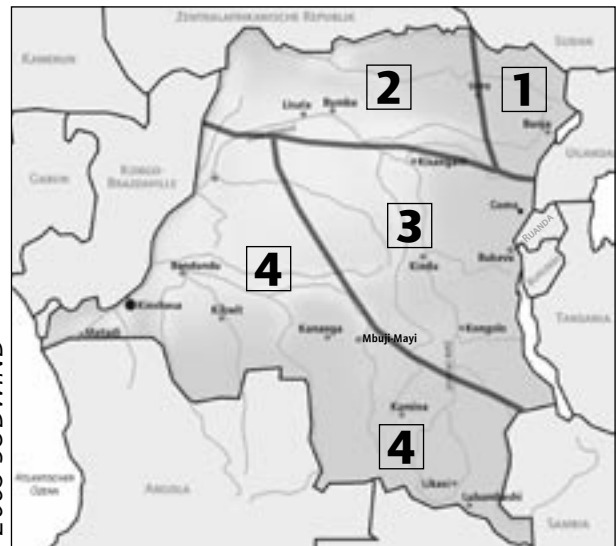 ZENTRALAFRIKANISCHE REPUBLIK
SUDAN
KAMERUN
2
1
Lisala
Bumba
Bunia
UGANDA
GABUN
KONGO-
BRAZZAVILLE
Kisangani
Goma
RUANDA
3
4
Bukavu
Kindu
Bandundu
TANSANIA
Kinshasa
Kikwit
Matadi
Kananga
Mbuji-Mayi
Kongolo
Kamina
4
ATLANTISCHER
OZEAN
ANGOLA
Likasi
Lubumbashi
SAMBIA